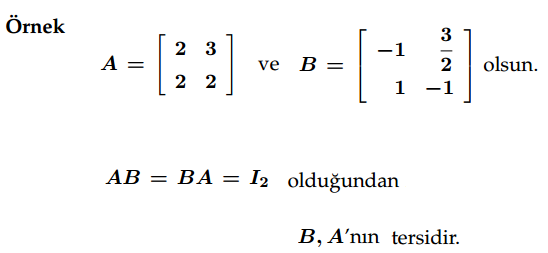 Örnek
A = [ 2 3 ; 2 2 ] ve B = [ −1 3/2 ; 1 −1 ] olsun.
AB = BA = I₂ olduğundan
B, A'nın tersidir.